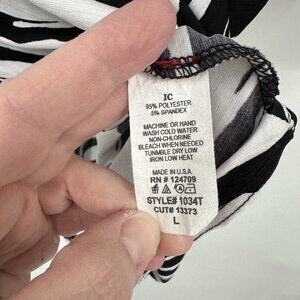 IC
95% POLYESTER
5% SPANDEX
MACHINE OR HAND
WASH COLD WATER
NON-CHLORINE
BLEACH WHEN NEEDED
TUNMBLE DRY LOW
IRON LOW HEAT
MADE IN U.S.A.
RN # 124709
STYLE# 1034T
CUT# 13373
L